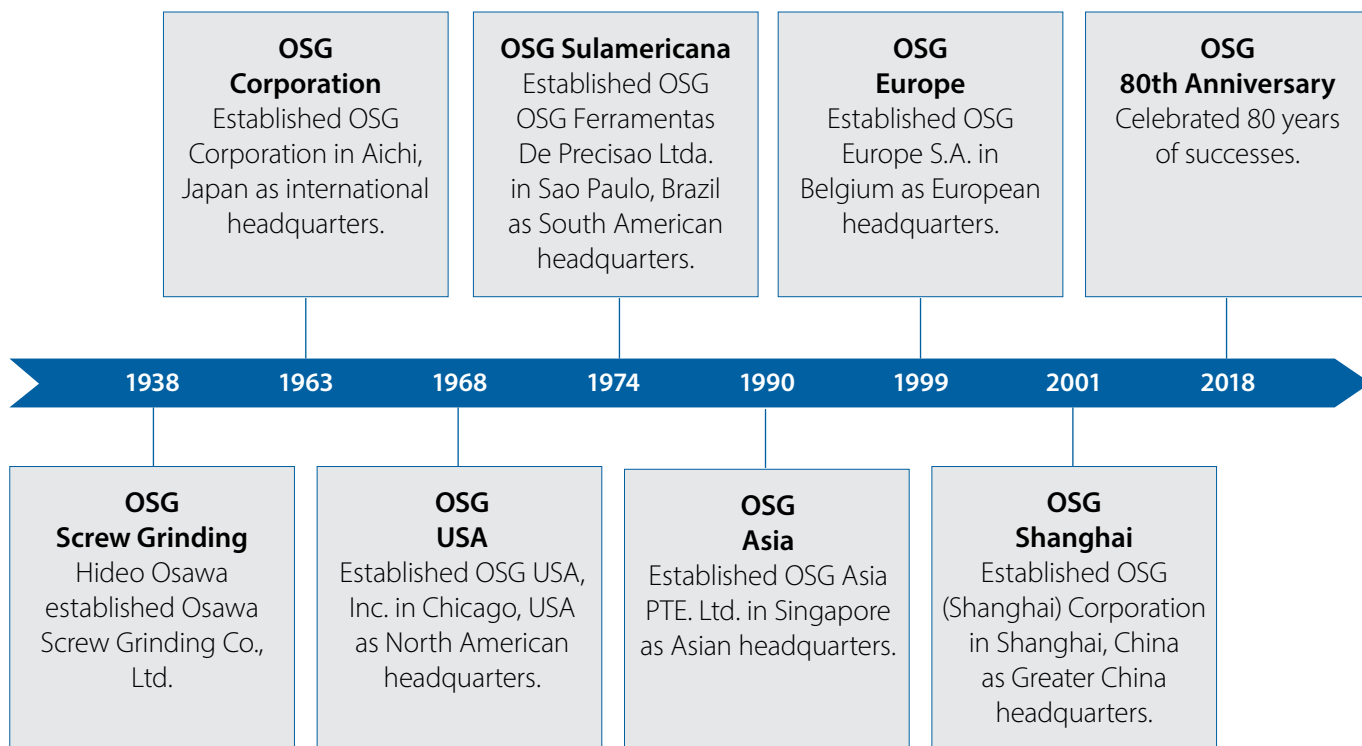 OSG
Corporation
Established OSG
Corporation in Aichi,
Japan as international
headquarters.
OSG Sulamericana
Established OSG
OSG Ferramentas
De Precisao Ltda.
in Sao Paulo, Brazil
as South American
headquarters.
OSG
Europe
Established OSG
Europe S.A. in
Belgium as European
headquarters.
OSG
80th Anniversary
Celebrated 80 years
of successes.
1938 1963 1968 1974 1990 1999 2001 2018
OSG
Screw Grinding
Hideo Osawa
established Osawa
Screw Grinding Co.,
Ltd.
OSG
USA
Established OSG USA,
Inc. in Chicago, USA
as North American
headquarters.
OSG
Asia
Established OSG Asia
PTE. Ltd. in Singapore
as Asian headquarters.
OSG
Shanghai
Established OSG
(Shanghai) Corporation
in Shanghai, China
as Greater China
headquarters.